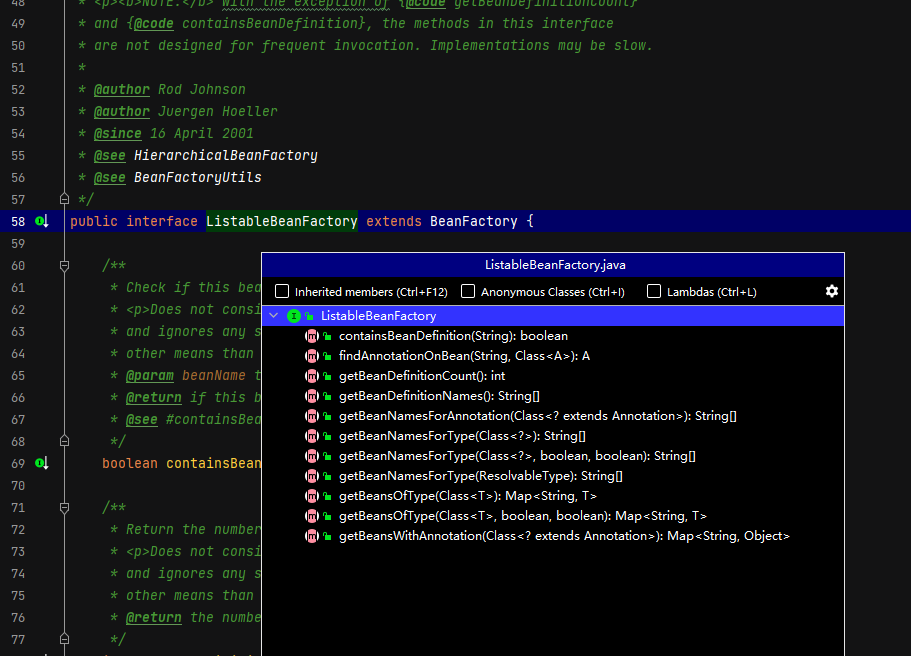 48 * <p><b>NOTE:</b> With the exception of {@code getBeanDefinitionCount}
49 * and {@code containsBeanDefinition}, the methods in this interface
50 * are not designed for frequent invocation. Implementations may be slow.
51 *
52 * @author Rod Johnson
53 * @author Juergen Hoeller
54 * @since 16 April 2001
55 * @see HierarchicalBeanFactory
56 * @see BeanFactoryUtils
57 */
58 public interface ListableBeanFactory extends BeanFactory {
59
60 /**
61 * Check if this bea
62 * <p>Does not consi
63 * and ignores any s
64 * other means than
65 * @param beanName t
66 * @return if this b
67 * @see #containsBea
68 */
69 boolean containsBean
70
71 /**
72 * Return the number
73 * <p>Does not consi
74 * and ignores any s
75 * other means than
76 * @return the numbe
77 */
ListableBeanFactory.java
Inherited members (Ctrl+F12) Anonymous Classes (Ctrl+I) Lambdas (Ctrl+L)
I ListableBeanFactory
m containsBeanDefinition(String): boolean
m findAnnotationOnBean(String, Class<A>): A
m getBeanDefinitionCount(): int
m getBeanDefinitionNames(): String[]
m getBeanNamesForAnnotation(Class<? extends Annotation>): String[]
m getBeanNamesForType(Class<?>): String[]
m getBeanNamesForType(Class<?>, boolean, boolean): String[]
m getBeanNamesForType(ResolvableType): String[]
m getBeansOfType(Class<T>): Map<String, T>
m getBeansOfType(Class<T>, boolean, boolean): Map<String, T>
m getBeansWithAnnotation(Class<? extends Annotation>): Map<String, Object>